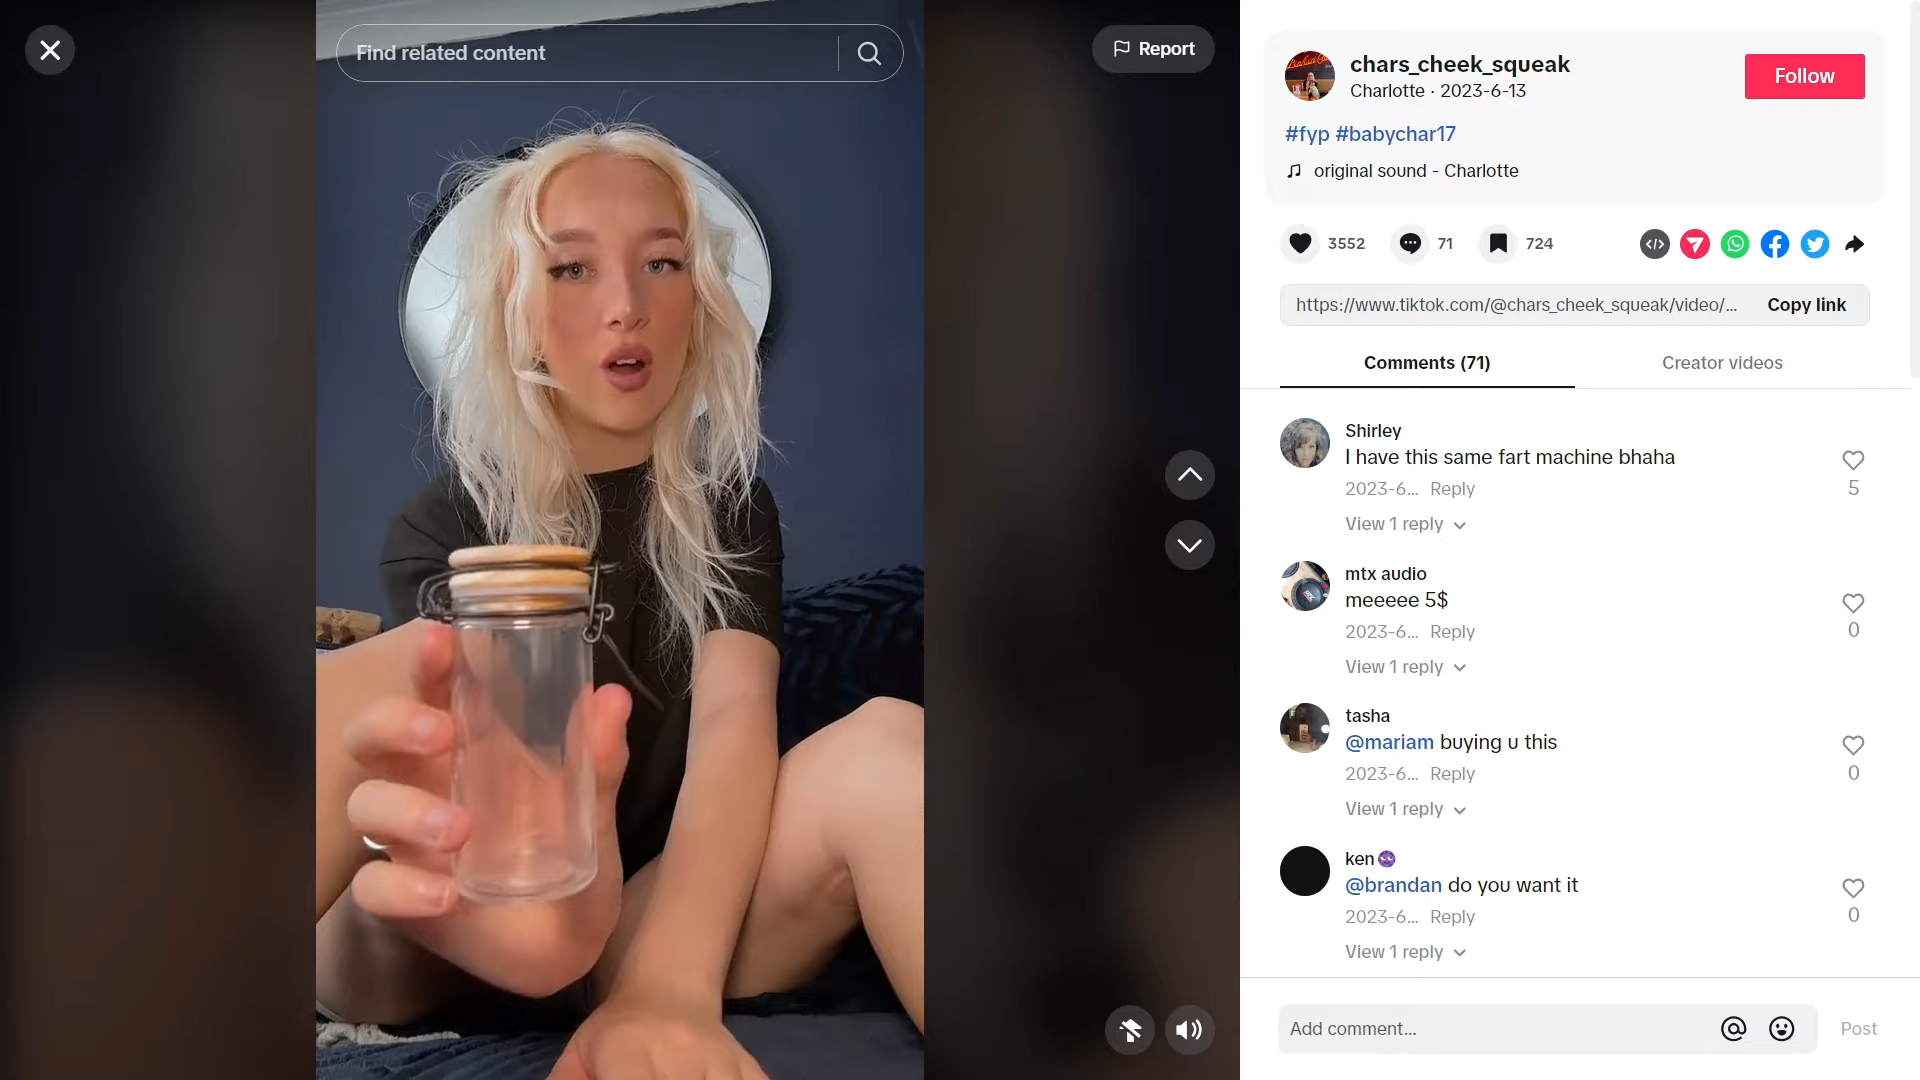 Find related content
Report
chars_cheek_squeak
Charlotte · 2023-6-13
Follow
#fyp #babychar17
original sound - Charlotte
3552
71
724
https://www.tiktok.com/@chars_cheek_squeak/video/...
Copy link
Comments (71)
Creator videos
Shirley
I have this same fart machine bhaha
2023-6... Reply
5
View 1 reply
mtx audio
meeeee 5$
2023-6... Reply
0
View 1 reply
tasha
@mariam buying u this
2023-6... Reply
0
View 1 reply
ken
@brandan do you want it
2023-6... Reply
0
View 1 reply
Add comment...
Post